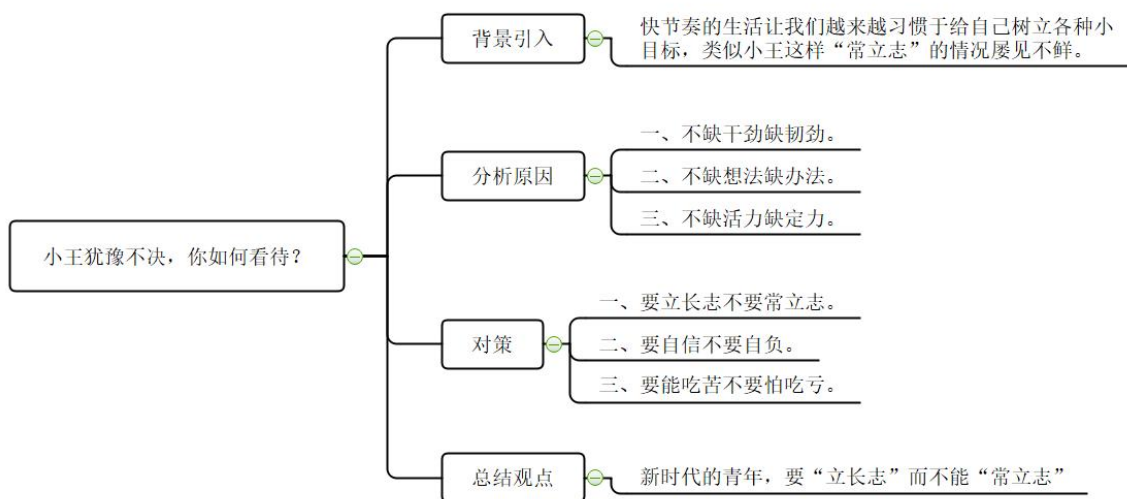 小王犹豫不决，你如何看待？
背景引入
快节奏的生活让我们越来越习惯于给自己树立各种小
目标，类似小王这样“常立志”的情况屡见不鲜。
分析原因
一、不缺干劲缺韧劲。
二、不缺想法缺办法。
三、不缺活力缺定力。
对策
一、要立长志不要常立志。
二、要自信不要自负。
三、要能吃苦不要怕吃亏。
总结观点
新时代的青年，要“立长志”而不能“常立志”